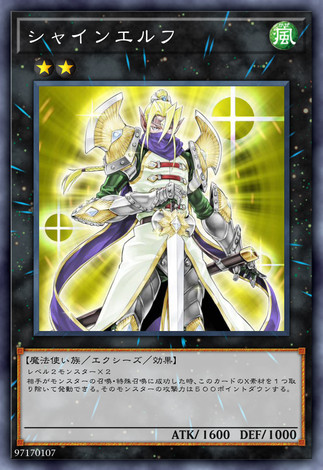 シャインエルフ
風
【魔法使い族／エクシーズ／効果】
レベル２モンスター×２
相手がモンスターの召喚・特殊召喚に成功した時、このカードのX素材を１つ取
り除いて発動できる。そのモンスターの攻撃力は５００ポイントダウンする。
ATK/ 1600 DEF/1000
97170107